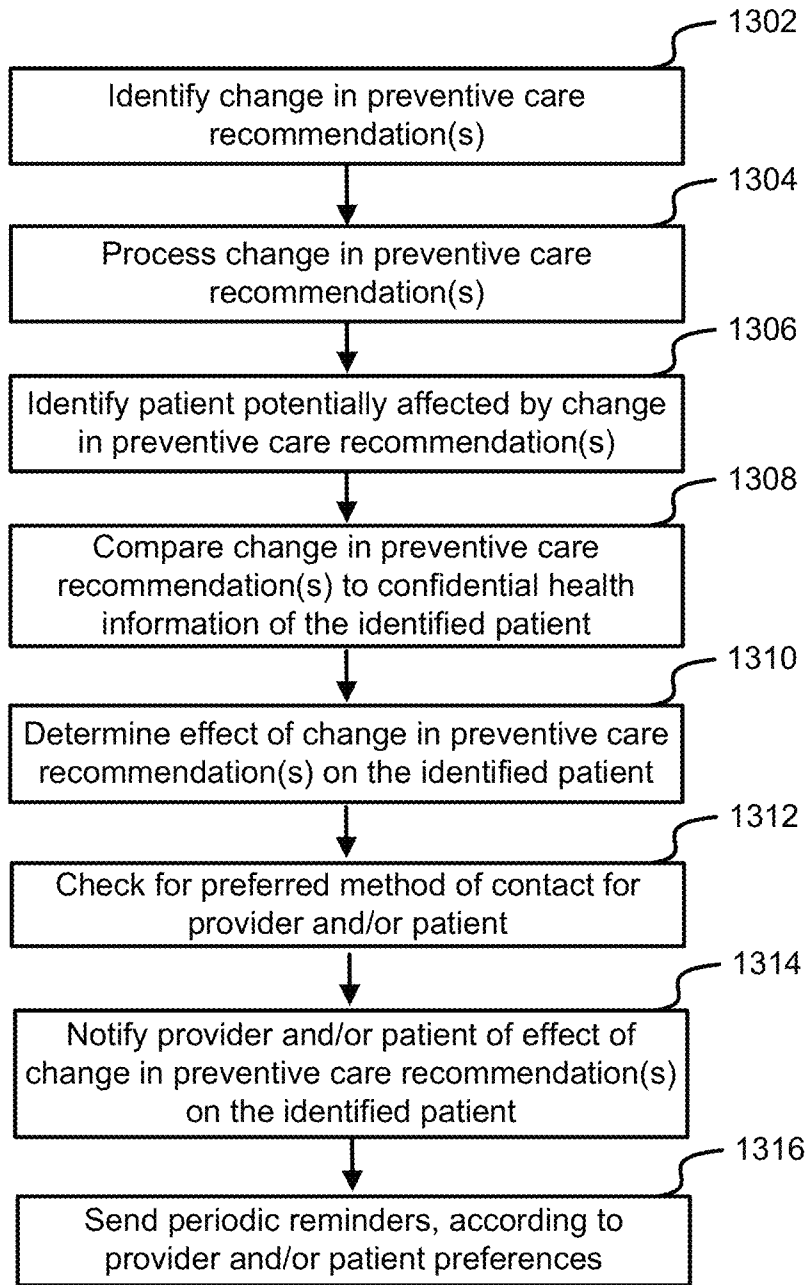 1302
Identify change in preventive care
recommendation(s)
1304
Process change in preventive care
recommendation(s)
1306
Identify patient potentially affected by change
in preventive care recommendation(s)
1308
Compare change in preventive care
recommendation(s) to confidential health
information of the identified patient
1310
Determine effect of change in preventive care
recommendation(s) on the identified patient
1312
Check for preferred method of contact for
provider and/or patient
1314
Notify provider and/or patient of effect of
change in preventive care recommendation(s)
on the identified patient
1316
Send periodic reminders, according to
provider and/or patient preferences